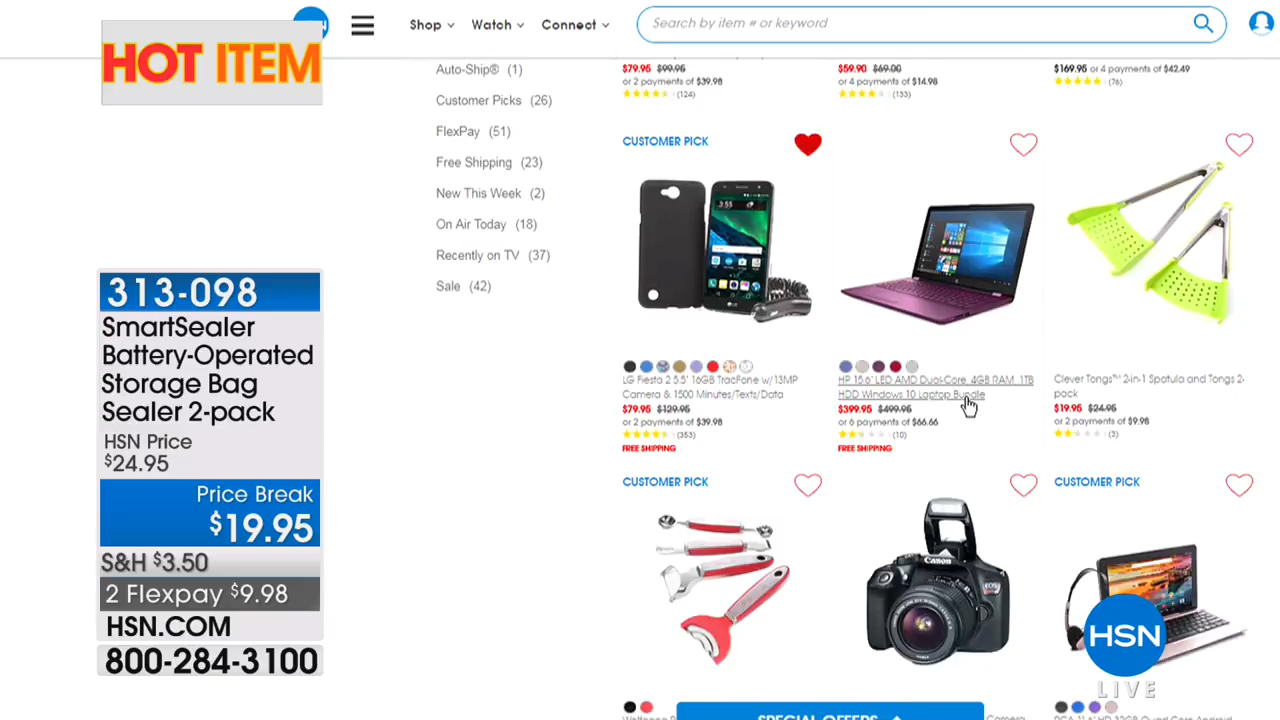 HOT ITEM
Shop
Watch
Connect
Search by item # or keyword
Auto-Ship® (1)
Customer Picks (26)
FlexPay (51)
Free Shipping (23)
New This Week (2)
On Air Today (18)
Recently on TV (37)
Sale (42)
$79.95 $99.95
or 2 payments of $39.98
(124)
$59.90 $69.00
or 4 payments of $14.98
(133)
$169.95 or 4 payments of $42.49
(76)
CUSTOMER PICK
LG Fiesta 2 5.5" 16GB TracFone w/13MP
Camera & 1500 Minutes/Texts/Data
$79.95 $129.95
or 2 payments of $39.98
(353)
FREE SHIPPING
HP 15.6" LED AMD Dual-Core, 4GB RAM, 1TB
HDD Windows 10 Laptop Bundle
$399.95 $499.95
or 6 payments of $66.66
(10)
FREE SHIPPING
Clever Tongs™ 2-in-1 Spatula and Tongs 2-
pack
$19.95 $24.95
or 2 payments of $9.98
(3)
CUSTOMER PICK
CUSTOMER PICK
Canon
EOS
SPECIAL OFFERS
Camera
313-098
SmartSealer
Battery-Operated
Storage Bag
Sealer 2-pack
HSN Price
$24.95
Price Break
$19.95
S&H $3.50
2 Flexpay $9.98
HSN.COM
800-284-3100
HSN
LIVE